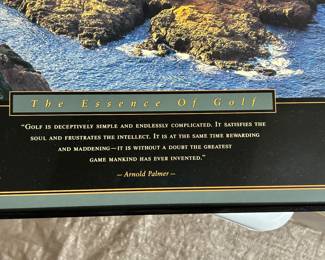 The Essence Of Golf
"Golf is deceptively simple and endlessly complicated. It satisfies the
soul and frustrates the intellect. It is at the same time rewarding
and maddening—it is without a doubt the greatest
game mankind has ever invented."
– Arnold Palmer –